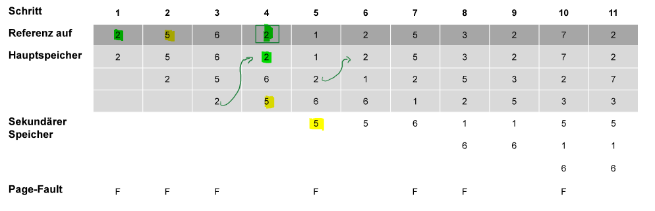 Schritt 1 2 3 4 5 6 7 8 9 10 11
Referenz auf 2 5 6 2 1 2 5 3 2 7 2
Hauptspeicher 2 5 6 2 1 2 5 3 2 7 2
2 5 6 2 1 2 5 3 2 7
2 5 6 6 1 2 5 3 3
Sekundärer 5 5 6 1 1 5 5
Speicher
6 6 1 1
6 6
Page-Fault F F F F F F F